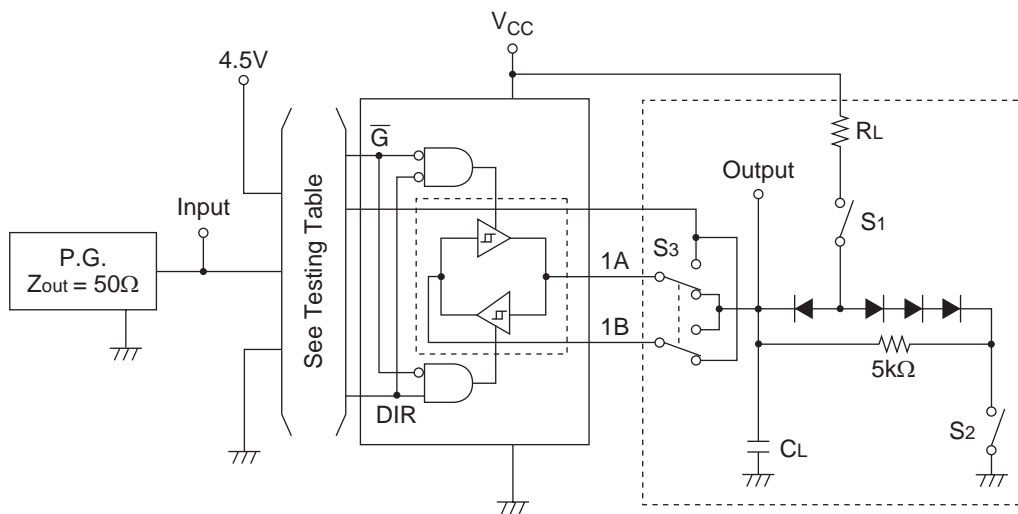 VCC
4.5V
G̅
RL
Output
Input
S1
P.G.
Zout = 50Ω
See Testing Table
S3
1A
1B
5kΩ
DIR
S2
CL